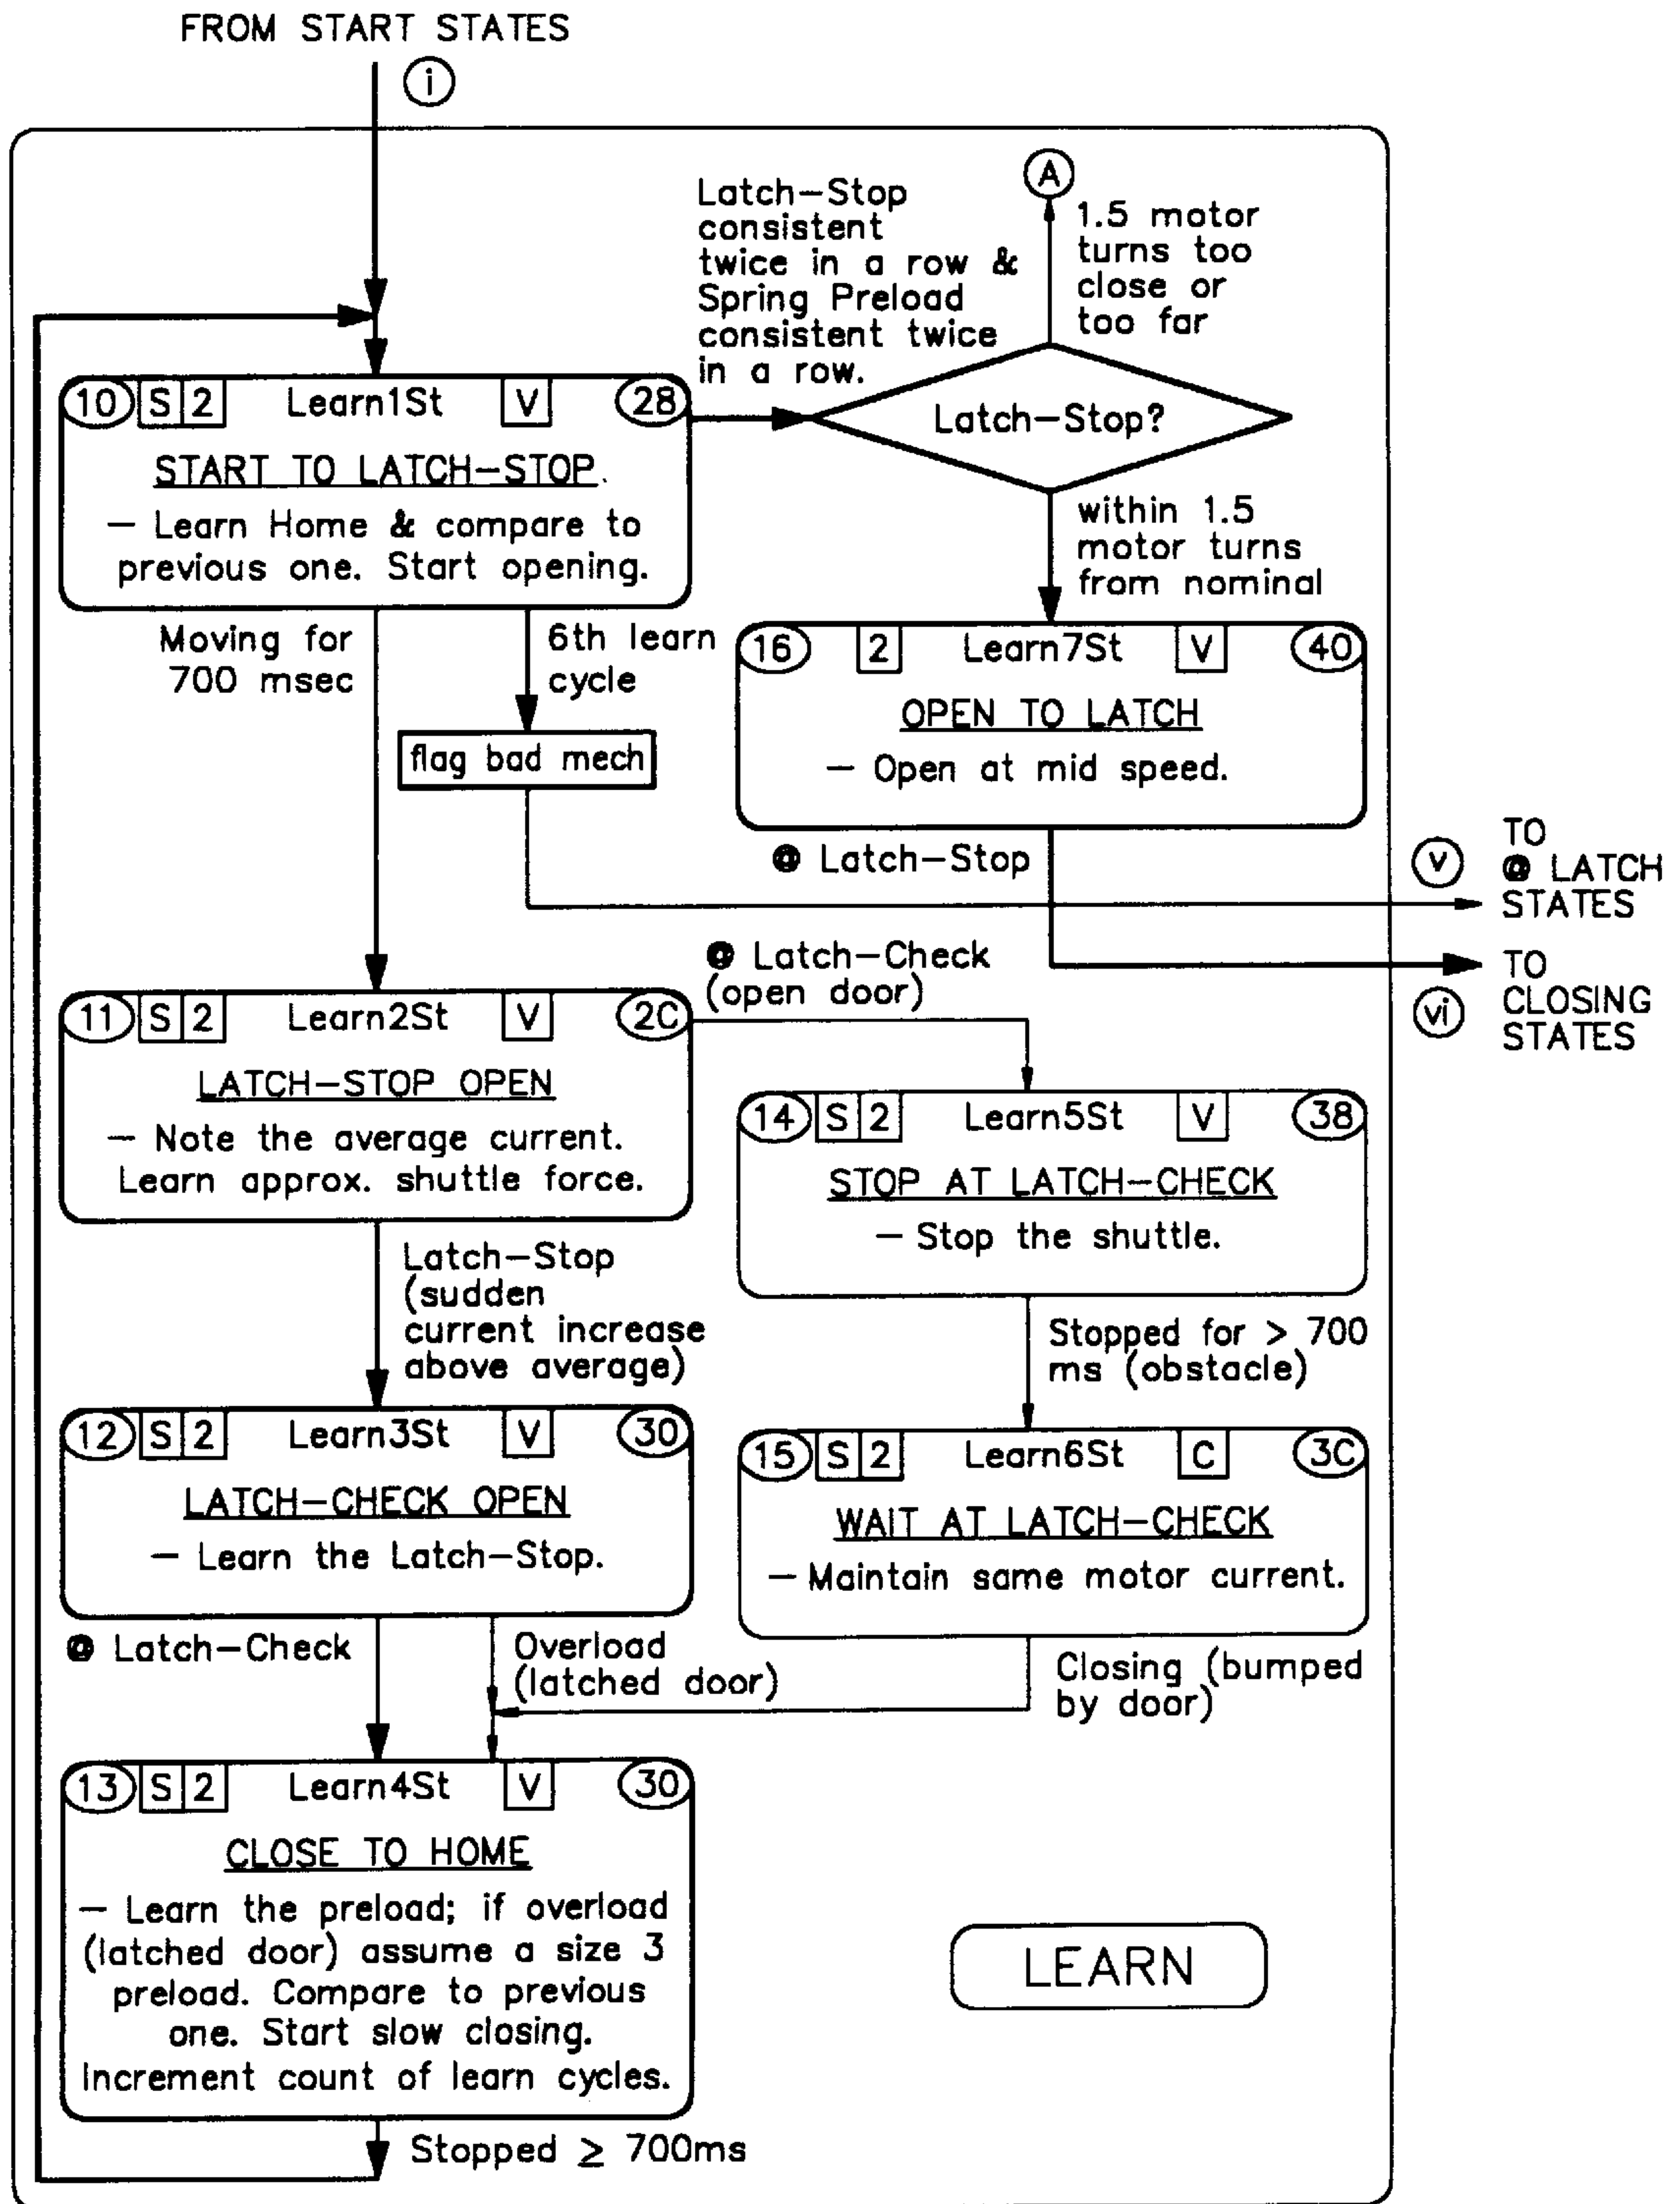 FROM START STATES
i
Latch-Stop
consistent
twice in a row &
Spring Preload
consistent twice
in a row.
A
1.5 motor
turns too
close or
too far
10 S 2 Learn1St V 28
START TO LATCH-STOP.
- Learn Home & compare to
previous one. Start opening.
Latch-Stop?
within 1.5
motor turns
from nominal
Moving for
700 msec
6th learn
cycle
flag bad mech
16 2 Learn7St V 40
OPEN TO LATCH
- Open at mid speed.
@ Latch-Stop
v
TO
@ LATCH
STATES
vi
TO
CLOSING
STATES
11 S 2 Learn2St V 2C
LATCH-STOP OPEN
- Note the average current.
Learn approx. shuttle force.
@ Latch-Check
(open door)
14 S 2 Learn5St V 38
STOP AT LATCH-CHECK
- Stop the shuttle.
Latch-Stop
(sudden
current increase
above average)
Stopped for > 700
ms (obstacle)
12 S 2 Learn3St V 30
LATCH-CHECK OPEN
- Learn the Latch-Stop.
15 S 2 Learn6St C 3C
WAIT AT LATCH-CHECK
- Maintain same motor current.
@ Latch-Check
Overload
(latched door)
Closing (bumped
by door)
13 S 2 Learn4St V 30
CLOSE TO HOME
- Learn the preload; if overload
(latched door) assume a size 3
preload. Compare to previous
one. Start slow closing.
Increment count of learn cycles.
Stopped ≥ 700ms
LEARN